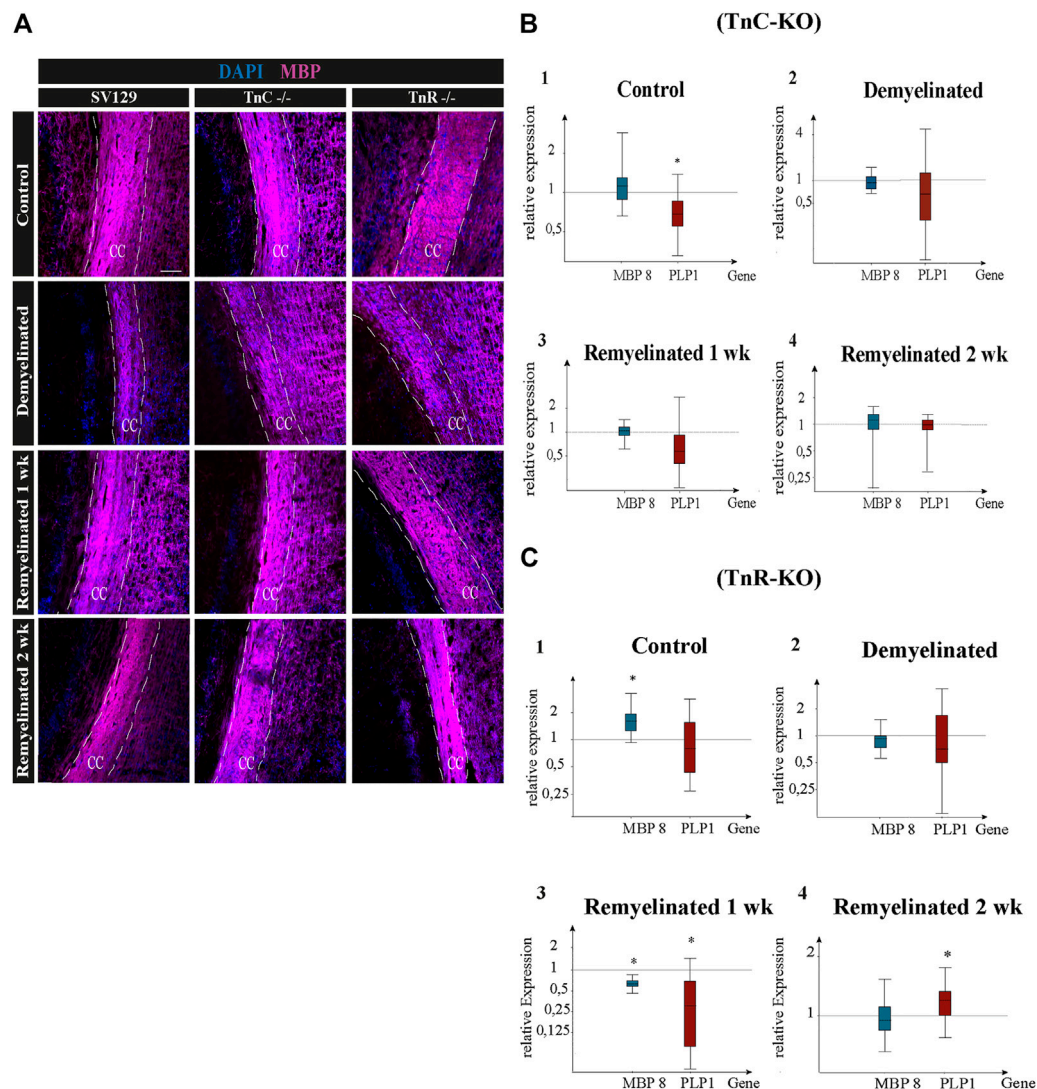 A
DAPI MBP
SV129 TnC -/- TnR -/-
Control
CC CC CC
Demyelinated
CC CC CC
Remyelinated 1 wk
CC CC CC
Remyelinated 2 wk
CC CC CC
B
(TnC-KO)
1
Control
relative expression
2
1
0,5
*
MBP 8 PLP1 Gene
2
Demyelinated
relative expression
4
1
0,5
MBP 8 PLP1 Gene
3
Remyelinated 1 wk
relative expression
2
1
0,5
MBP 8 PLP1 Gene
4
Remyelinated 2 wk
relative expression
2
1
0,5
0,25
MBP 8 PLP1 Gene
C
(TnR-KO)
1
Control
relative expression
2
1
0,5
0,25
*
MBP 8 PLP1 Gene
2
Demyelinated
relative expression
2
1
0,5
0,25
MBP 8 PLP1 Gene
3
Remyelinated 1 wk
relative Expression
2
1
0,5
0,25
0,125
* *
MBP 8 PLP1 Gene
4
Remyelinated 2 wk
relative Expression
2
1
*
MBP 8 PLP1 Gene